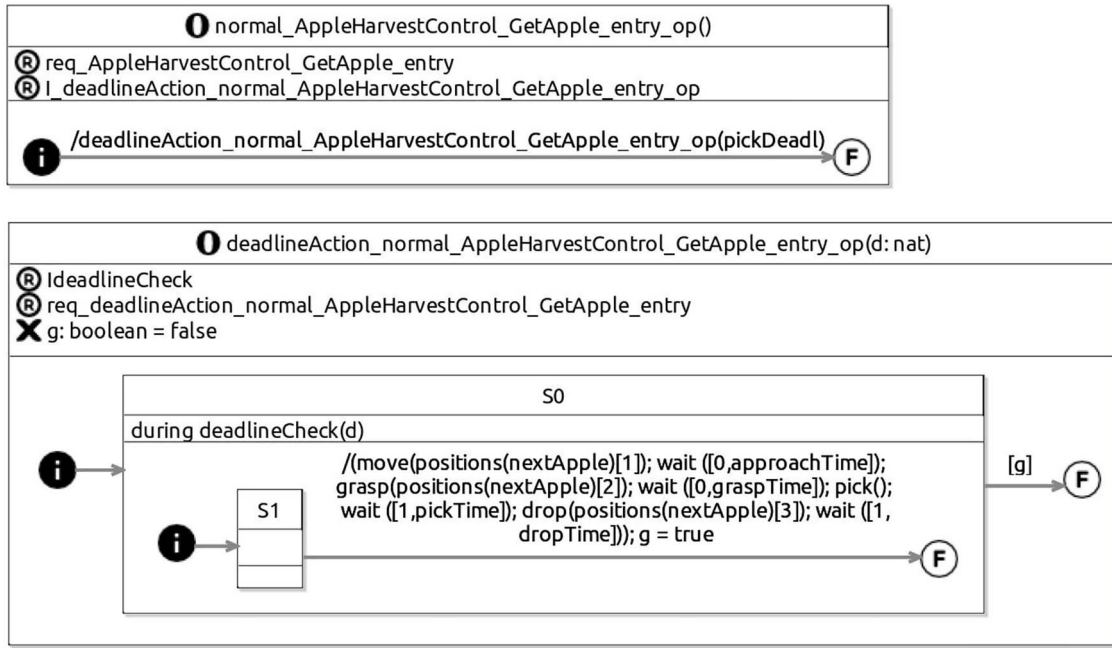 O normal_AppleHarvestControl_GetApple_entry_op()
R req_AppleHarvestControl_GetApple_entry
R I_deadlineAction_normal_AppleHarvestControl_GetApple_entry_op
/deadlineAction_normal_AppleHarvestControl_GetApple_entry_op(pickDeadl)
i
F
O deadlineAction_normal_AppleHarvestControl_GetApple_entry_op(d: nat)
R IdeadlineCheck
R req_deadlineAction_normal_AppleHarvestControl_GetApple_entry
X g: boolean = false
S0
during deadlineCheck(d)
/(move(positions(nextApple)[1]); wait ([0,approachTime]);
grasp(positions(nextApple)[2]); wait ([0,graspTime]); pick();
wait ([1,pickTime]); drop(positions(nextApple)[3]); wait ([1,
dropTime])); g = true
i
S1
i
F
[g]
F